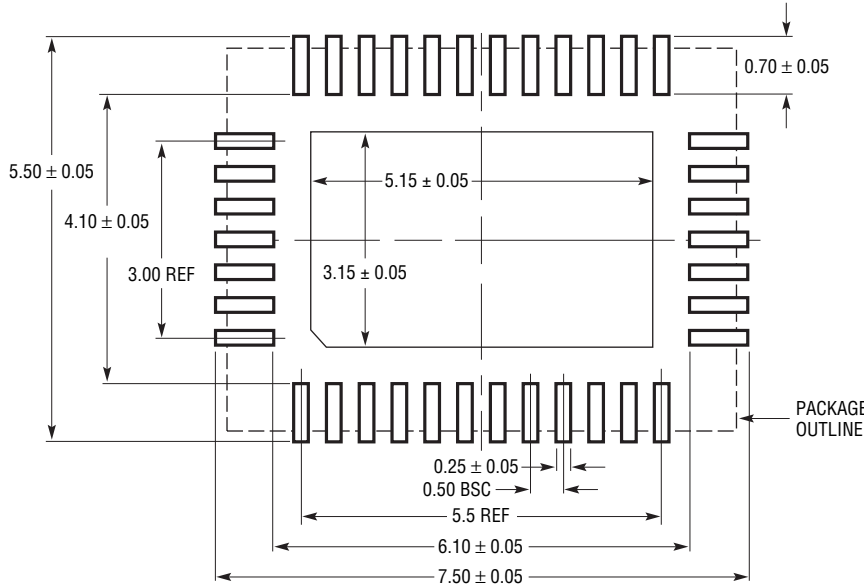 0.70 ± 0.05
5.50 ± 0.05
5.15 ± 0.05
4.10 ± 0.05
3.00 REF
3.15 ± 0.05
PACKAGE
OUTLINE
0.25 ± 0.05
0.50 BSC
5.5 REF
6.10 ± 0.05
7.50 ± 0.05